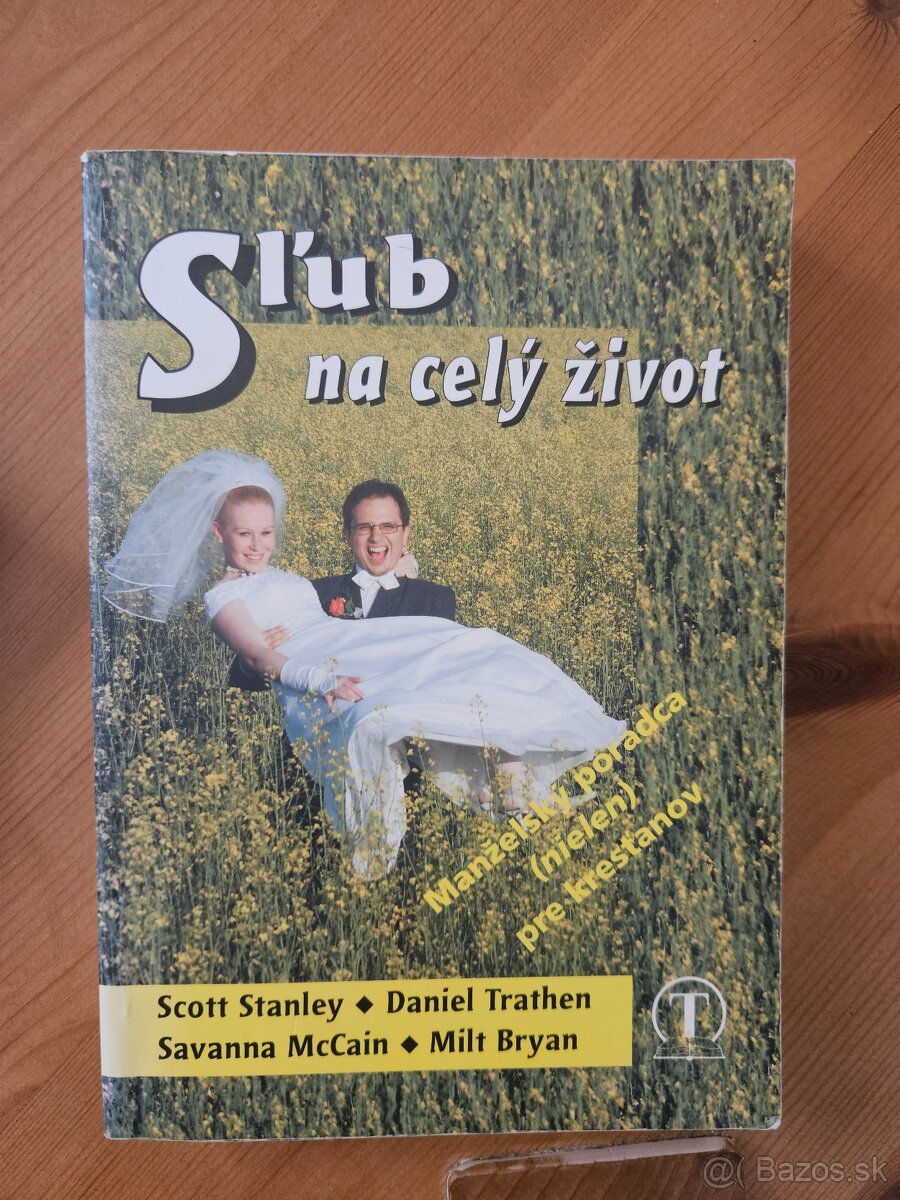 Sľub
na celý život
Manželský poradca
(nielen)
pre kresťanov
Scott Stanley ◆ Daniel Trathen
Savanna McCain ◆ Milt Bryan
T
@( Bazos.sk